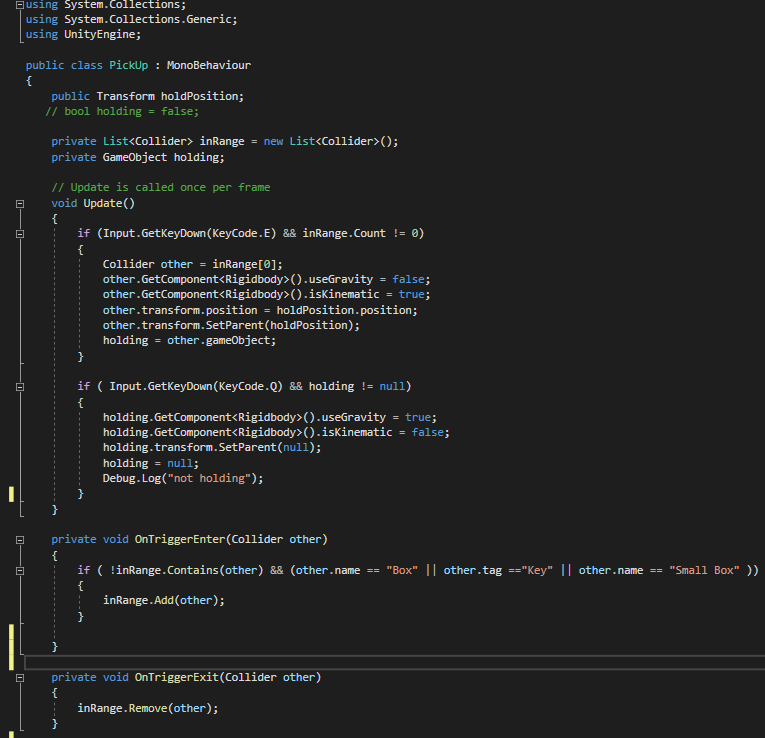 using System.Collections;
using System.Collections.Generic;
using UnityEngine;

public class PickUp : MonoBehaviour
{
    public Transform holdPosition;
   // bool holding = false;

    private List<Collider> inRange = new List<Collider>();
    private GameObject holding;

    // Update is called once per frame
    void Update()
    {
        if (Input.GetKeyDown(KeyCode.E) && inRange.Count != 0)
        {
            Collider other = inRange[0];
            other.GetComponent<Rigidbody>().useGravity = false;
            other.GetComponent<Rigidbody>().isKinematic = true;
            other.transform.position = holdPosition.position;
            other.transform.SetParent(holdPosition);
            holding = other.gameObject;
        }

        if ( Input.GetKeyDown(KeyCode.Q) && holding != null)
        {
            holding.GetComponent<Rigidbody>().useGravity = true;
            holding.GetComponent<Rigidbody>().isKinematic = false;
            holding.transform.SetParent(null);
            holding = null;
            Debug.Log("not holding");
        }
    }

    private void OnTriggerEnter(Collider other)
    {
        if ( !inRange.Contains(other) && (other.name == "Box" || other.tag =="Key" || other.name == "Small Box" ))
        {
            inRange.Add(other);
        }

    }

    private void OnTriggerExit(Collider other)
    {
        inRange.Remove(other);
    }